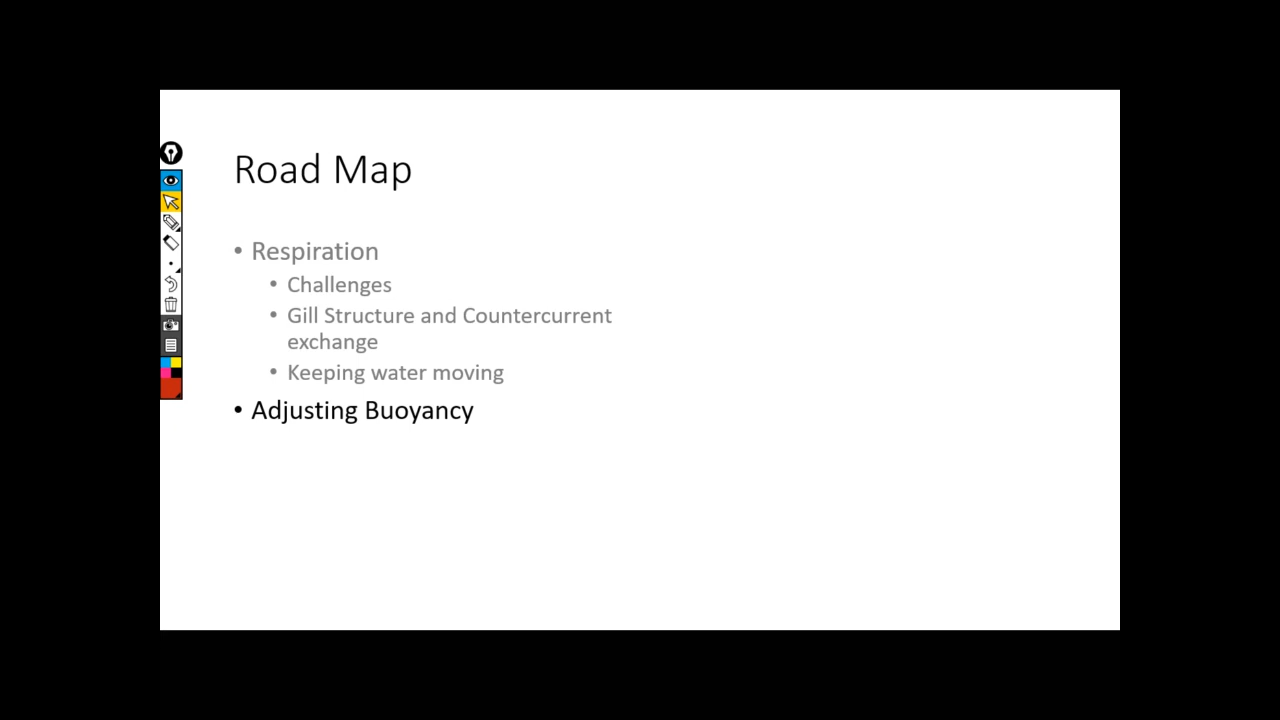 Road Map
• Respiration
• Challenges
• Gill Structure and Countercurrent
exchange
• Keeping water moving
• Adjusting Buoyancy